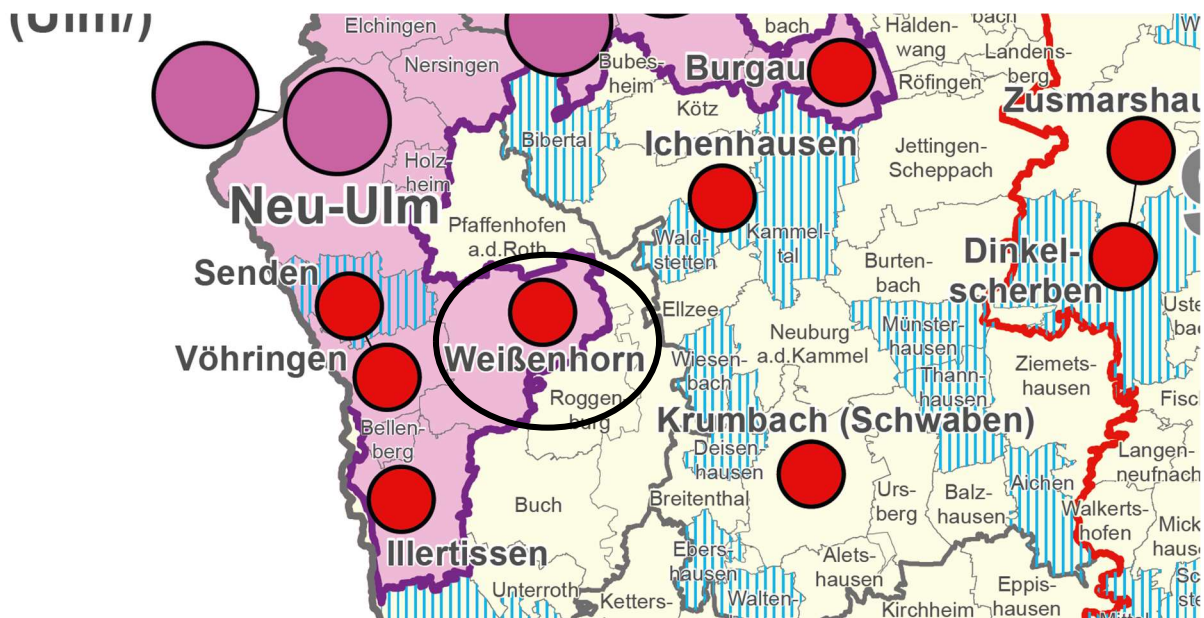 (Ulm/)
Elchingen
Nersingen
Bubes-
heim
bach
Burgau
Halden-
wang
bach
Landens-
berg
Röfingen
Kötz
Zusmarshau
Bibertal
Ichenhausen
Jettingen-
Scheppach
Holz-
heim
Neu-Ulm
Pfaffenhofen
a.d.Roth
Wald-
stetten
Kammel-
tal
Burten-
bach
Dinkel-
scherben
Senden
Ellzee
Münster-
hausen
Neuburg
a.d.Kammel
Vöhringen
Weißenhorn
Wiesen-
bach
Thann-
hausen
Ziemets-
hausen
Roggen-
burg
Krumbach (Schwaben)
Bellen-
berg
Deisen-
hausen
Langen-
neufnach
Buch
Breitenthal
Urs-
berg
Balz-
hausen
Aichen
Walkerts-
hofen
Illertissen
Ebers-
hausen
Alets-
hausen
Unterroth
Ketters-
Walten-
Kirchheim
Eppis-
hausen